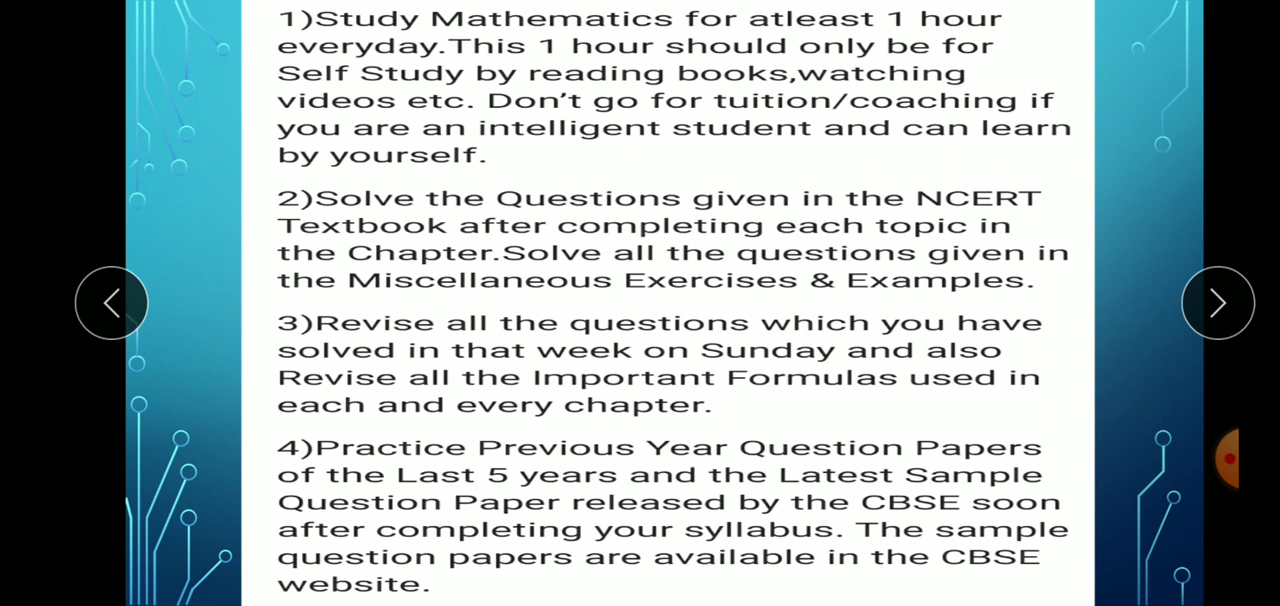 1)Study Mathematics for atleast 1 hour
everyday.This 1 hour should only be for
Self Study by reading books,watching
videos etc. Don’t go for tuition/coaching if
you are an intelligent student and can learn
by yourself.
2)Solve the Questions given in the NCERT
Textbook after completing each topic in
the Chapter.Solve all the questions given in
the Miscellaneous Exercises & Examples.
3)Revise all the questions which you have
solved in that week on Sunday and also
Revise all the Important Formulas used in
each and every chapter.
4)Practice Previous Year Question Papers
of the Last 5 years and the Latest Sample
Question Paper released by the CBSE soon
after completing your syllabus. The sample
question papers are available in the CBSE
website.